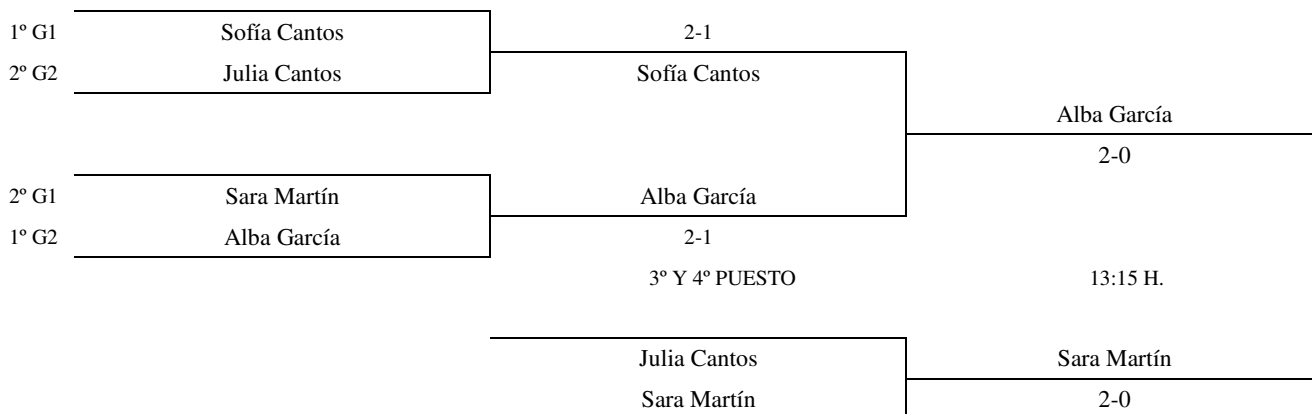 1º G1 Sofía Cantos 2-1
2º G2 Julia Cantos Sofía Cantos
Alba García
2-0
2º G1 Sara Martín Alba García
1º G2 Alba García 2-1
3º Y 4º PUESTO 13:15 H.
Julia Cantos Sara Martín
Sara Martín 2-0